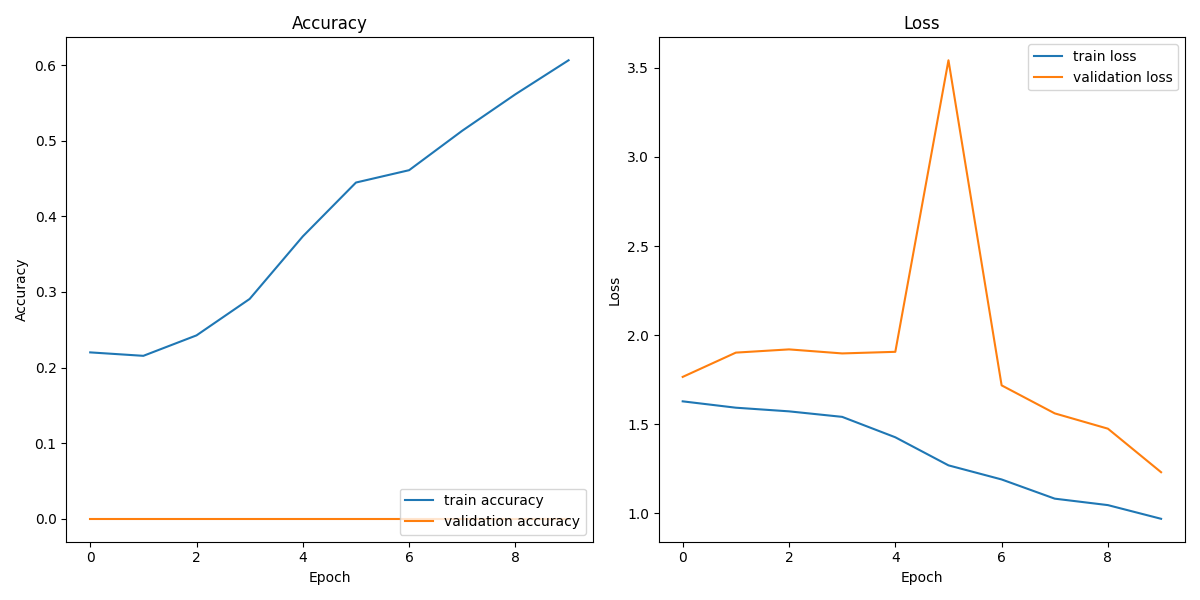 Accuracy
0.6
0.5
0.4
0.3
0.2
0.1
0.0
Accuracy
train accuracy
validation accuracy
0 2 4 6 8
Epoch
Loss
3.5
3.0
2.5
2.0
1.5
1.0
Loss
train loss
validation loss
0 2 4 6 8
Epoch